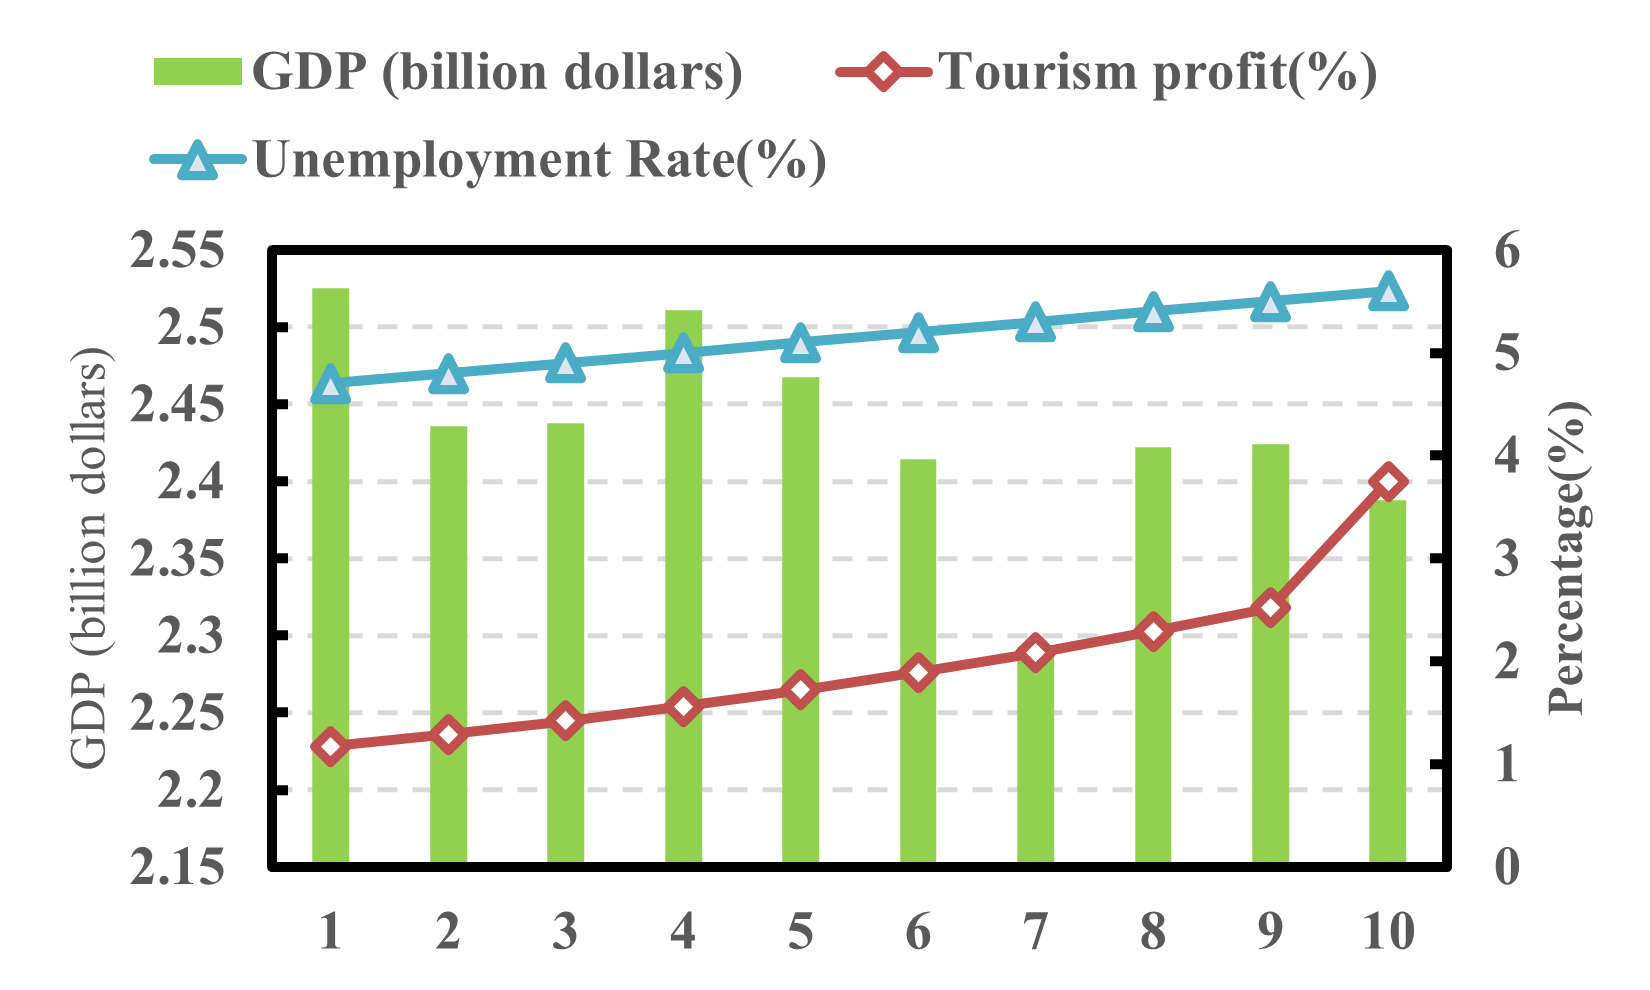 GDP (billion dollars)
Tourism profit(%)
Unemployment Rate(%)
GDP (billion dollars)
2.55
2.5
2.45
2.4
2.35
2.3
2.25
2.2
2.15
6
5
4
3
2
1
0
Percentage(%)
1 2 3 4 5 6 7 8 9 10